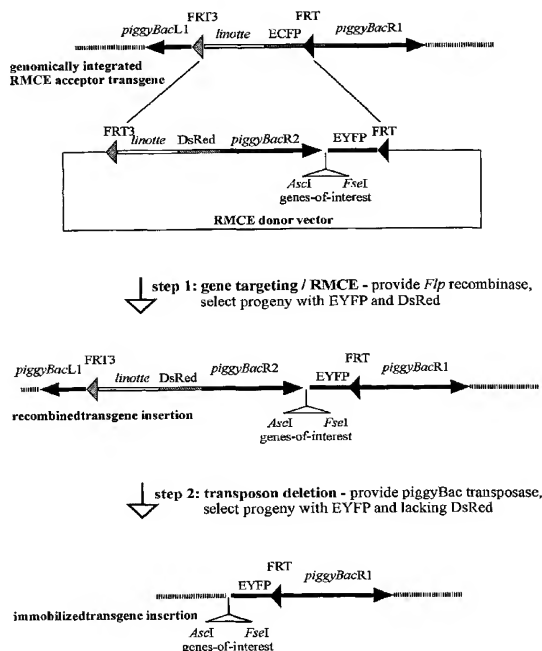 FRT3 FRT
piggyBacL1 linotte ECFP piggyBacR1
genomically integrated
RMCE acceptor transgene
FRT3 FRT
linotte DsRed piggyBacR2 EYFP
AscI FseI
genes-of-interest
RMCE donor vector
step 1: gene targeting / RMCE - provide Flp recombinase,
select progeny with EYFP and DsRed
piggyBacL1 FRT3 piggyBacR2 FRT piggyBacR1
linotte DsRed EYFP
recombinedtransgene insertion
AscI FseI
genes-of-interest
step 2: transposon deletion - provide piggyBac transposase,
select progeny with EYFP and lacking DsRed
FRT
EYFP piggyBacR1
immobilizedtransgene insertion
AscI FseI
genes-of-interest